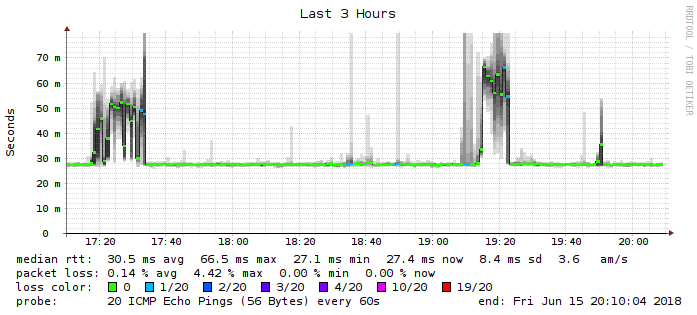 Last 3 Hours
RRDTOOL / TOBI OETIKER
Seconds
70 m
60 m
50 m
40 m
30 m
20 m
10 m
0
17:20 17:40 18:00 18:20 18:40 19:00 19:20 19:40 20:00
median rtt: 30.5 ms avg 66.5 ms max 27.1 ms min 27.4 ms now 8.4 ms sd 3.6 am/s
packet loss: 0.14 % avg 4.42 % max 0.00 % min 0.00 % now
loss color: 0 1/20 2/20 3/20 4/20 10/20 19/20
probe: 20 ICMP Echo Pings (56 Bytes) every 60s end: Fri Jun 15 20:10:04 2018